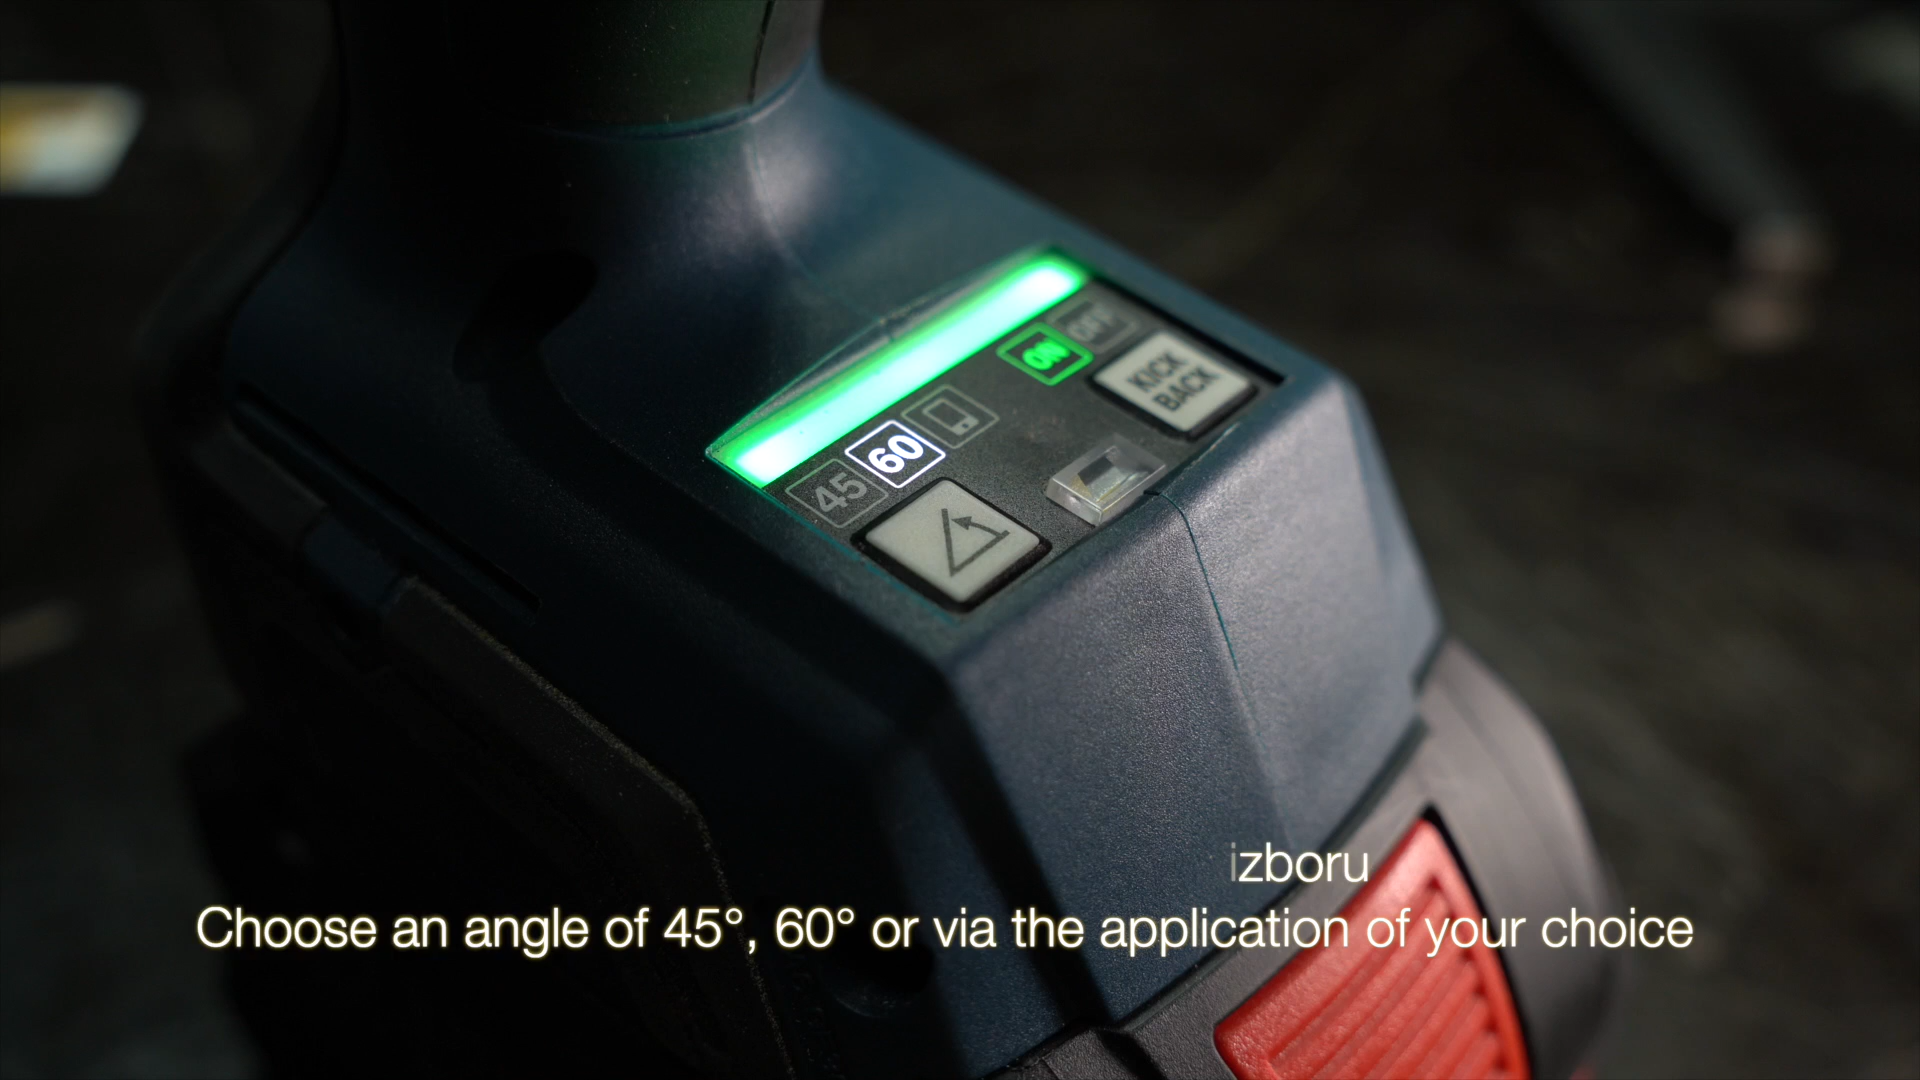 ON OFF
KICK
BACK
45 60
izboru
Choose an angle of 45°, 60° or via the application of your choice